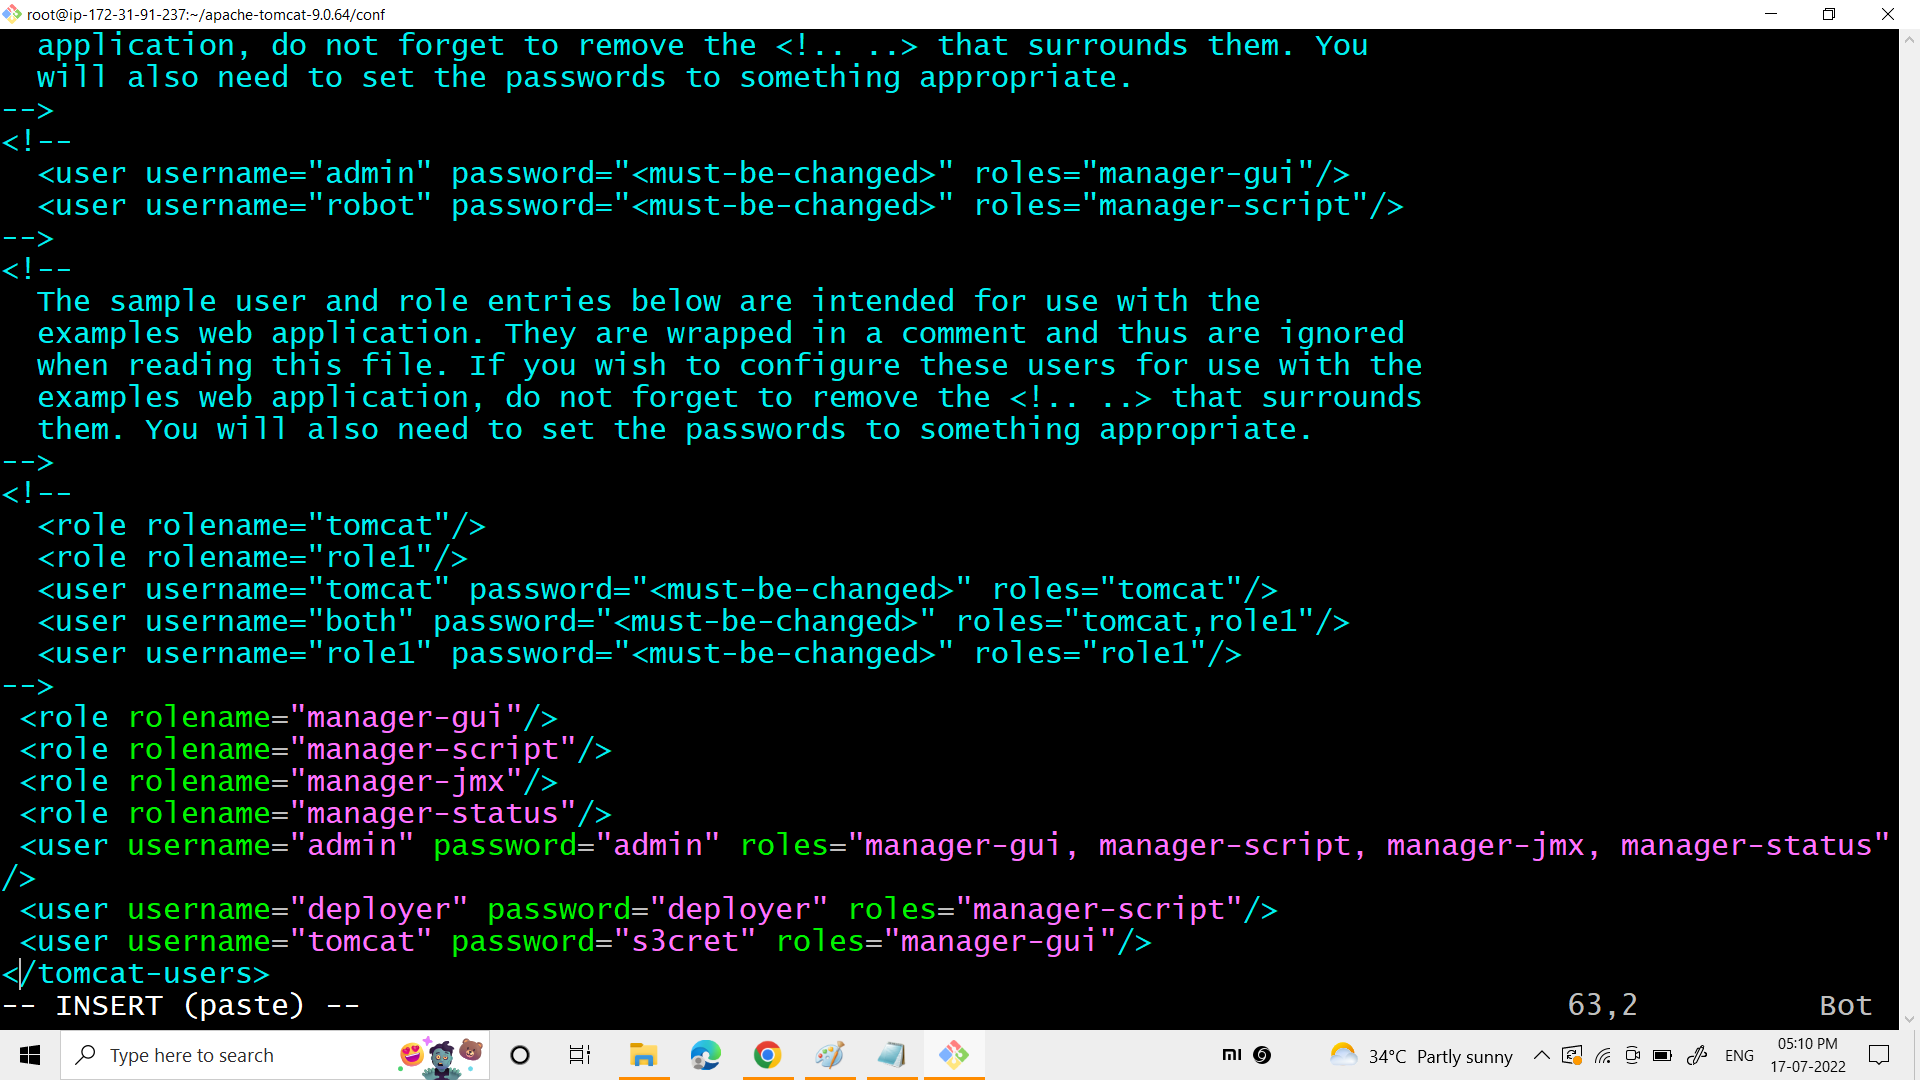 root@ip-172-31-91-237:~/apache-tomcat-9.0.64/conf
  application, do not forget to remove the <!.. ..> that surrounds them. You
  will also need to set the passwords to something appropriate.
-->
<!--
  <user username="admin" password="<must-be-changed>" roles="manager-gui"/>
  <user username="robot" password="<must-be-changed>" roles="manager-script"/>
-->
<!--
  The sample user and role entries below are intended for use with the
  examples web application. They are wrapped in a comment and thus are ignored
  when reading this file. If you wish to configure these users for use with the
  examples web application, do not forget to remove the <!.. ..> that surrounds
  them. You will also need to set the passwords to something appropriate.
-->
<!--
  <role rolename="tomcat"/>
  <role rolename="role1"/>
  <user username="tomcat" password="<must-be-changed>" roles="tomcat"/>
  <user username="both" password="<must-be-changed>" roles="tomcat,role1"/>
  <user username="role1" password="<must-be-changed>" roles="role1"/>
-->
 <role rolename="manager-gui"/>
 <role rolename="manager-script"/>
 <role rolename="manager-jmx"/>
 <role rolename="manager-status"/>
 <user username="admin" password="admin" roles="manager-gui, manager-script, manager-jmx, manager-status"
/>
 <user username="deployer" password="deployer" roles="manager-script"/>
 <user username="tomcat" password="s3cret" roles="manager-gui"/>
</tomcat-users>
-- INSERT (paste) -- 63,2 Bot
Type here to search
mi
34°C Partly sunny
ENG
05:10 PM
17-07-2022